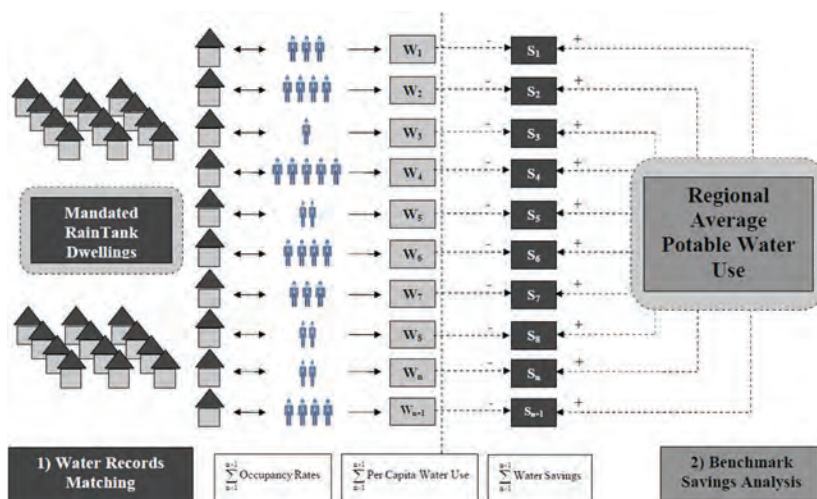 W₁ - S₁ +
W₂ - S₂ +
W₃ - S₃ +
W₄ - S₄ +
W₅ - S₅ +
W₆ - S₆ +
W₇ - S₇ +
W₈ - S₈ +
Wₙ - Sₙ +
Wₙ₋₁ - Sₙ₋₁ +
Mandated
RainTank
Dwellings
Regional
Average
Potable Water
Use
1) Water Records
Matching
∑ Occupancy Rates
∑ Per Capita Water Use
∑ Water Savings
2) Benchmark
Savings Analysis